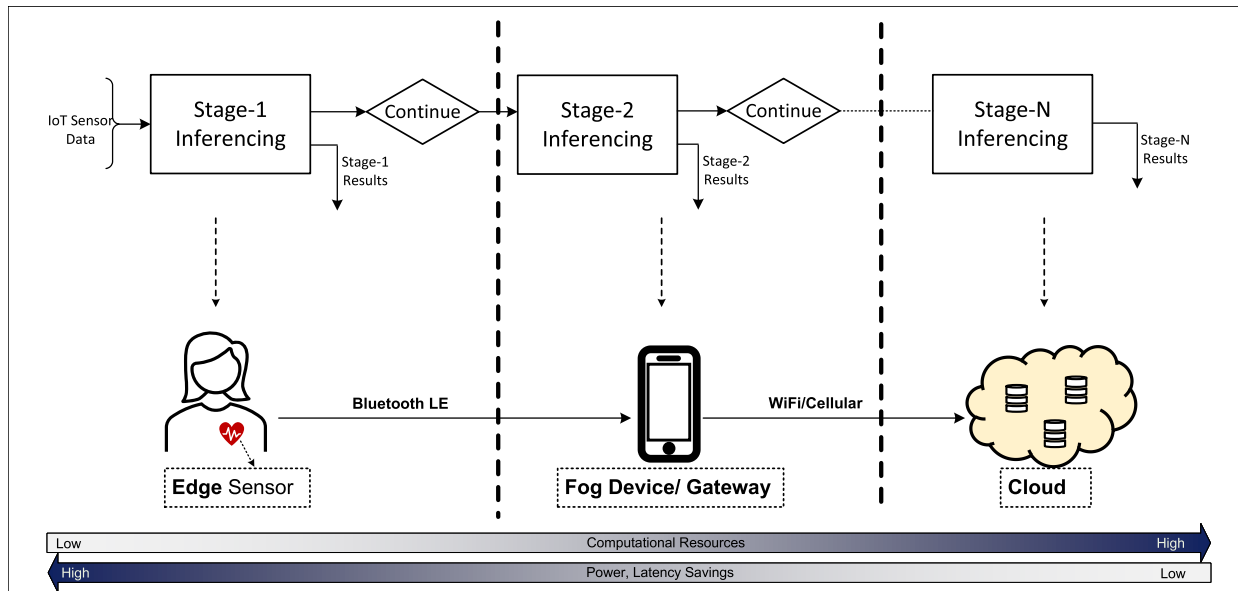 IoT Sensor
Data
Stage-1
Inferencing
Continue
Stage-1
Results
Stage-2
Inferencing
Continue
Stage-2
Results
Stage-N
Inferencing
Stage-N
Results
Bluetooth LE
WiFi/Cellular
Edge Sensor
Fog Device/ Gateway
Cloud
Low Computational Resources High
High Power, Latency Savings Low